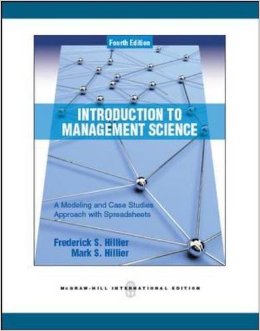 Fourth Edition
INTRODUCTION TO
MANAGEMENT SCIENCE
A Modeling and Case Studies
Approach with Spreadsheets
Frederick S. Hillier
Mark S. Hillier
McGRAW-HILL INTERNATIONAL EDITION